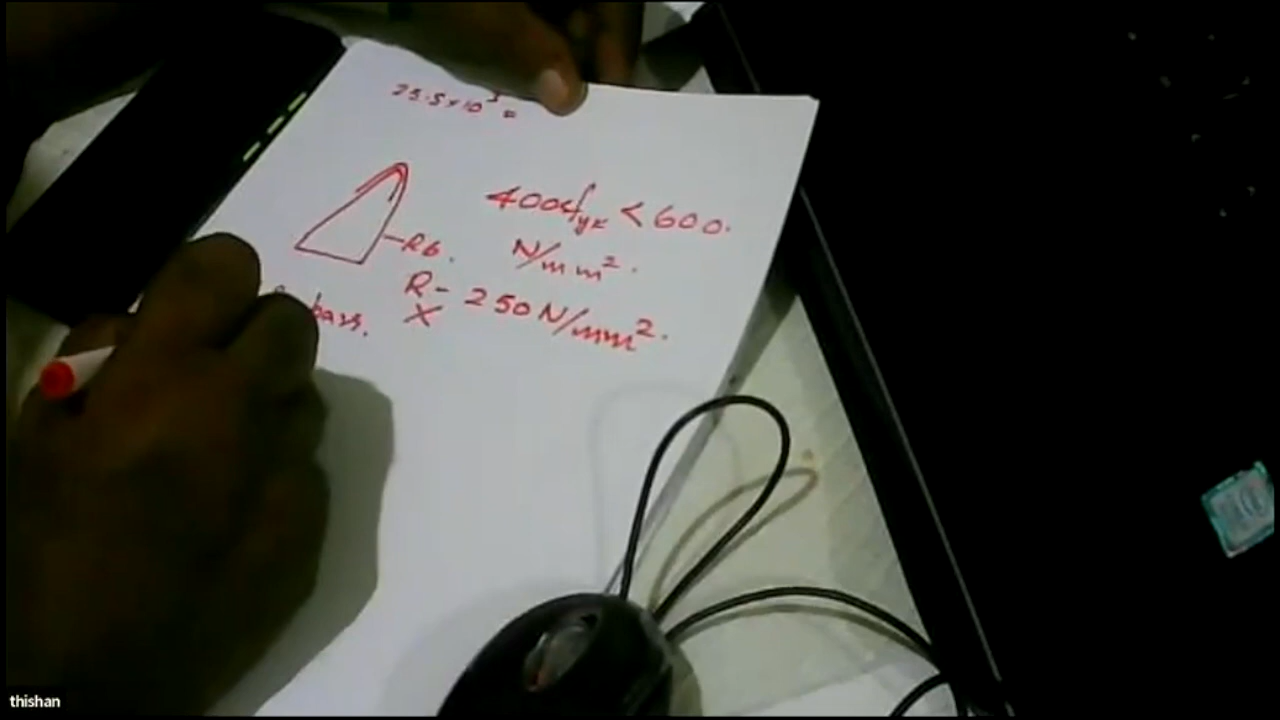 25.5×10³ =
400≤fyk < 600.
N/mm².
R6.
R - 250 N/mm².
X
bars.
thishan